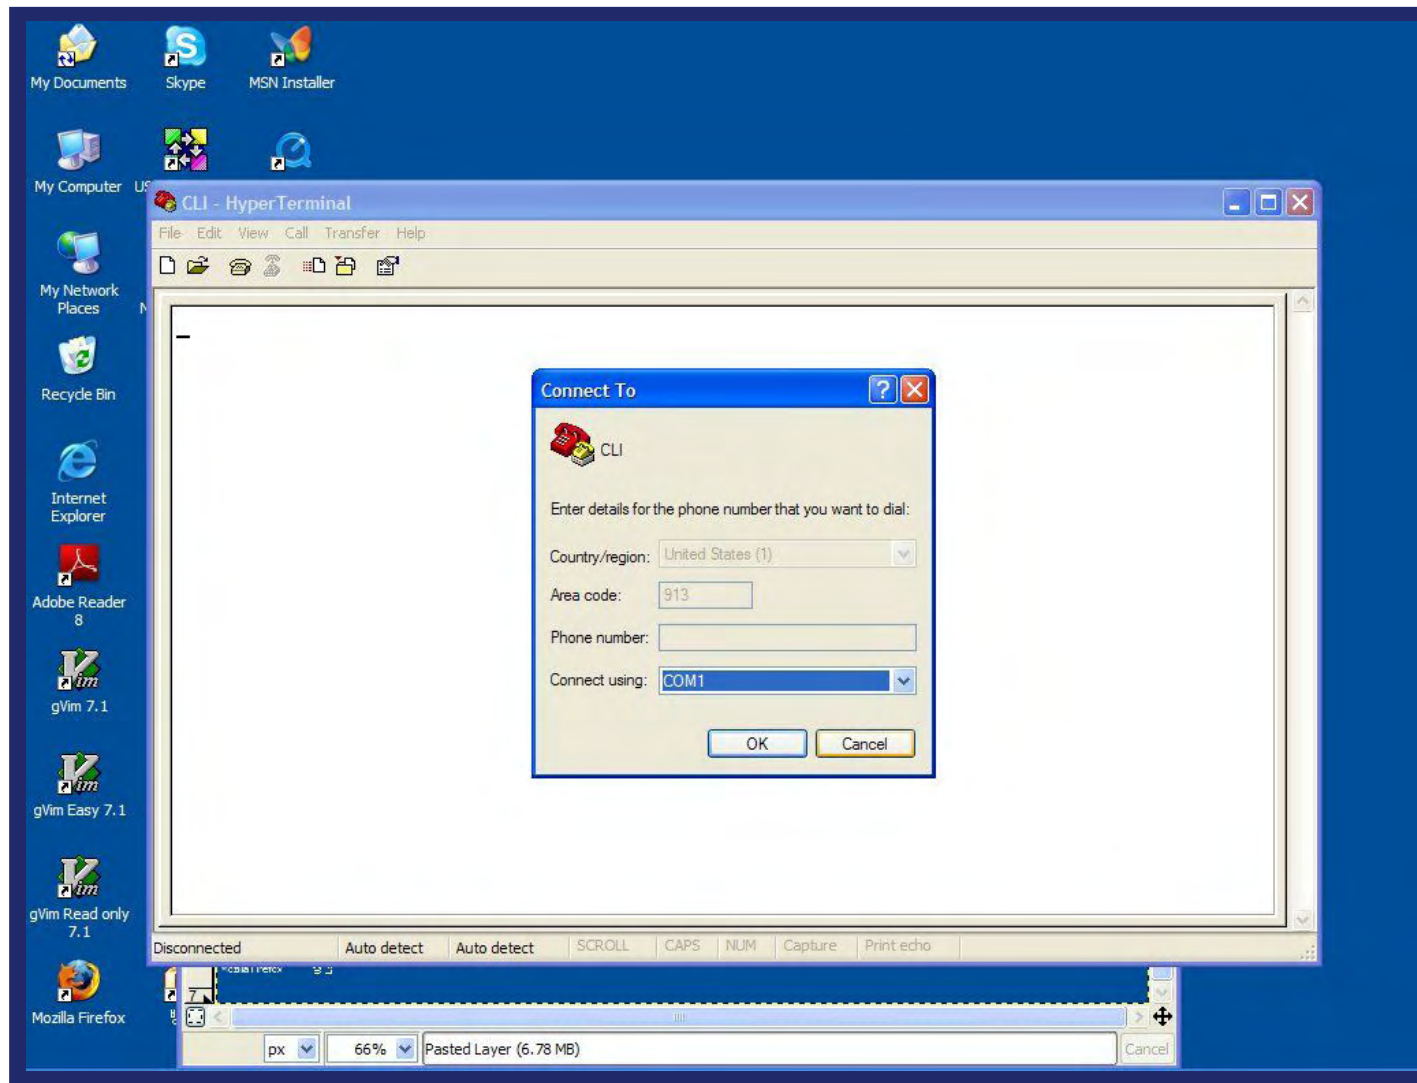 My Documents
Skype
MSN Installer
My Computer
US
CLI - HyperTerminal
File Edit View Call Transfer Help
My Network
Places
N
Recycle Bin
Connect To
CLI
Enter details for the phone number that you want to dial:
Country/region: United States (1)
Area code: 913
Phone number:
Connect using: COM1
OK Cancel
Internet
Explorer
Adobe Reader
8
gVim 7.1
gVim Easy 7.1
gVim Read only
7.1
Disconnected Auto detect Auto detect SCROLL CAPS NUM Capture Print echo
Mozilla Firefox
7
Mozilla Firefox
px 66% Pasted Layer (6.78 MB) Cancel